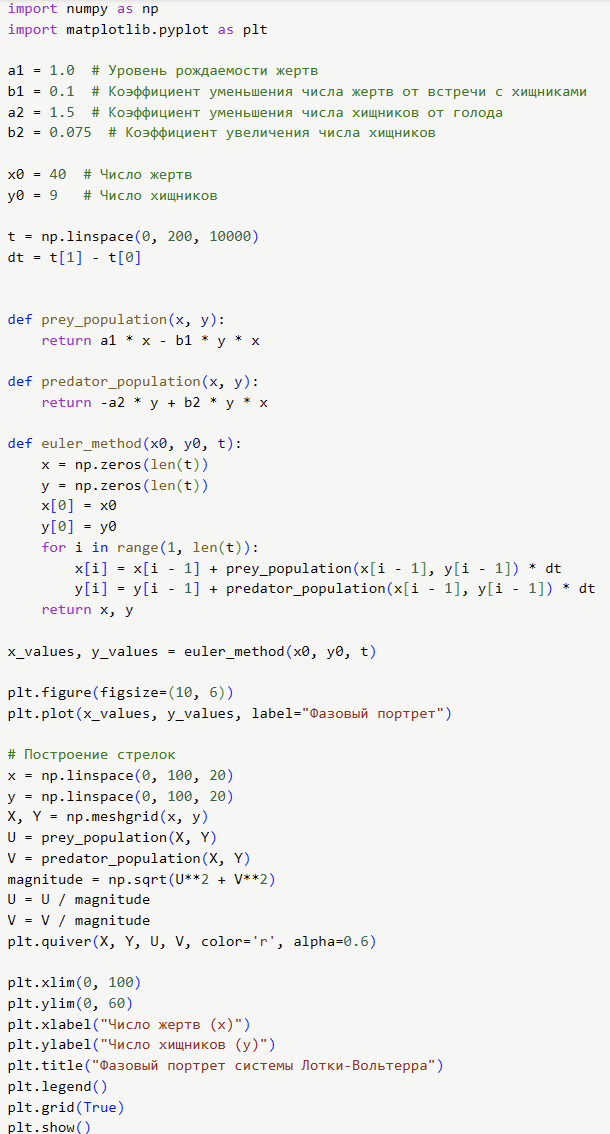 import numpy as np
import matplotlib.pyplot as plt

a1 = 1.0  # Уровень рождаемости жертв
b1 = 0.1  # Коэффициент уменьшения числа жертв от встречи с хищниками
a2 = 1.5  # Коэффициент уменьшения числа хищников от голода
b2 = 0.075  # Коэффициент увеличения числа хищников

x0 = 40  # Число жертв
y0 = 9   # Число хищников

t = np.linspace(0, 200, 10000)
dt = t[1] - t[0]


def prey_population(x, y):
    return a1 * x - b1 * y * x

def predator_population(x, y):
    return -a2 * y + b2 * y * x

def euler_method(x0, y0, t):
    x = np.zeros(len(t))
    y = np.zeros(len(t))
    x[0] = x0
    y[0] = y0
    for i in range(1, len(t)):
        x[i] = x[i - 1] + prey_population(x[i - 1], y[i - 1]) * dt
        y[i] = y[i - 1] + predator_population(x[i - 1], y[i - 1]) * dt
    return x, y

x_values, y_values = euler_method(x0, y0, t)

plt.figure(figsize=(10, 6))
plt.plot(x_values, y_values, label="Фазовый портрет")

# Построение стрелок
x = np.linspace(0, 100, 20)
y = np.linspace(0, 100, 20)
X, Y = np.meshgrid(x, y)
U = prey_population(X, Y)
V = predator_population(X, Y)
magnitude = np.sqrt(U**2 + V**2)
U = U / magnitude
V = V / magnitude
plt.quiver(X, Y, U, V, color='r', alpha=0.6)

plt.xlim(0, 100)
plt.ylim(0, 60)
plt.xlabel("Число жертв (x)")
plt.ylabel("Число хищников (y)")
plt.title("Фазовый портрет системы Лотки-Вольтерра")
plt.legend()
plt.grid(True)
plt.show()